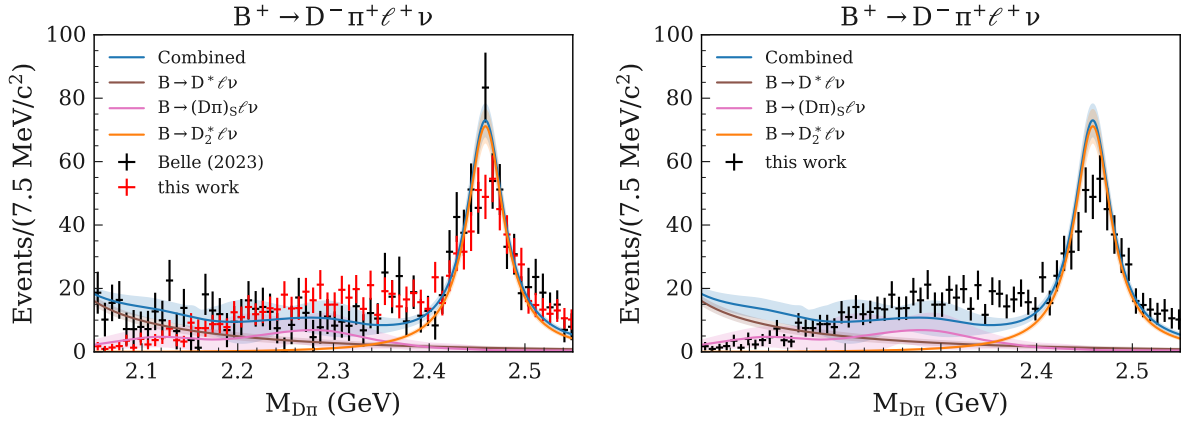 B⁺ → D⁻ π⁺ ℓ⁺ ν
Events/(7.5 MeV/c²)
100
80
60
40
20
0
Combined
B → D* ℓν
B → (Dπ)S ℓν
B → D₂* ℓν
Belle (2023)
this work
2.1 2.2 2.3 2.4 2.5
MDπ (GeV)
B⁺ → D⁻ π⁺ ℓ⁺ ν
Events/(7.5 MeV/c²)
100
80
60
40
20
0
Combined
B → D* ℓν
B → (Dπ)S ℓν
B → D₂* ℓν
this work
2.1 2.2 2.3 2.4 2.5
MDπ (GeV)